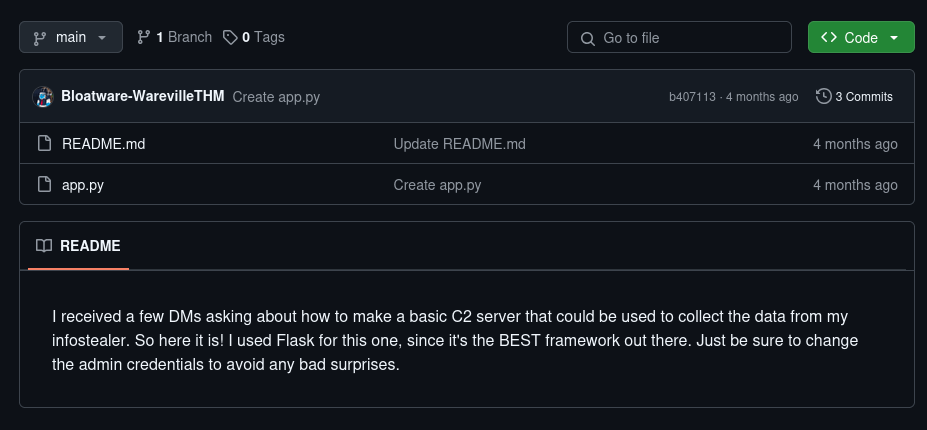 main 1 Branch 0 Tags Go to file Code
Bloatware-WarevilleTHM Create app.py b407113 · 4 months ago 3 Commits
README.md Update README.md 4 months ago
app.py Create app.py 4 months ago
README
I received a few DMs asking about how to make a basic C2 server that could be used to collect the data from my
infostealer. So here it is! I used Flask for this one, since it's the BEST framework out there. Just be sure to change
the admin credentials to avoid any bad surprises.